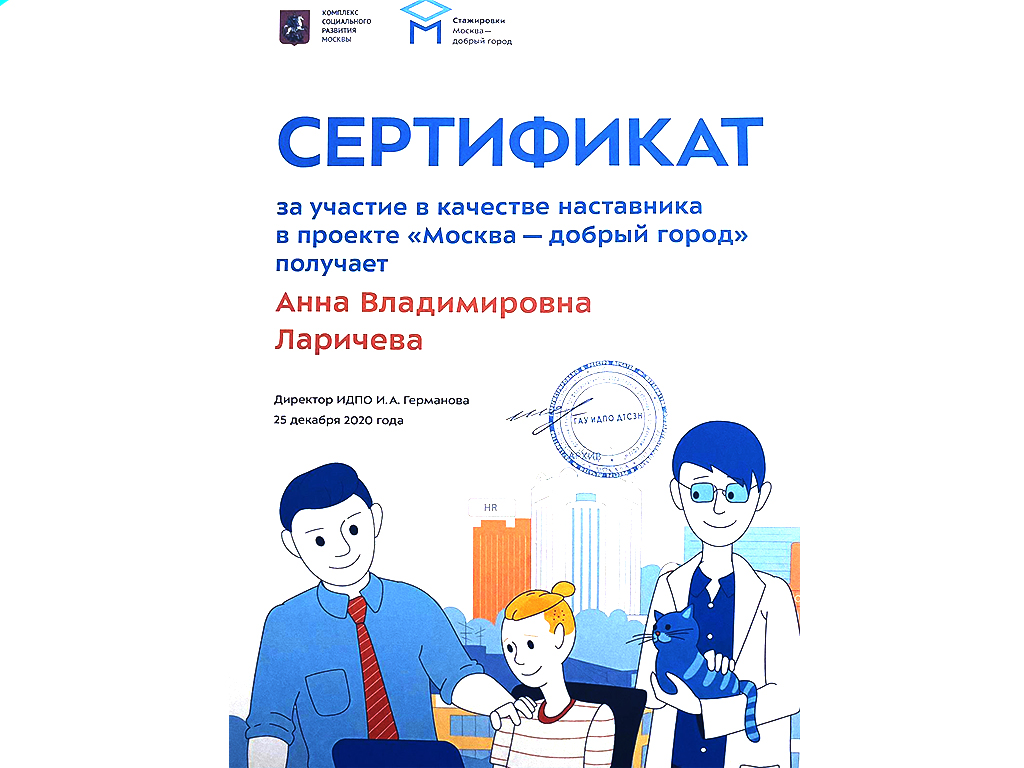 КОМПЛЕКС
СОЦИАЛЬНОГО
РАЗВИТИЯ
МОСКВЫ
Стажировки
Москва —
добрый город
СЕРТИФИКАТ
за участие в качестве наставника
в проекте «Москва — добрый город»
получает
Анна Владимировна
Ларичева
Директор ИДПО И.А. Германова
25 декабря 2020 года
ГАУ ИДПО ДТСЗН
HR